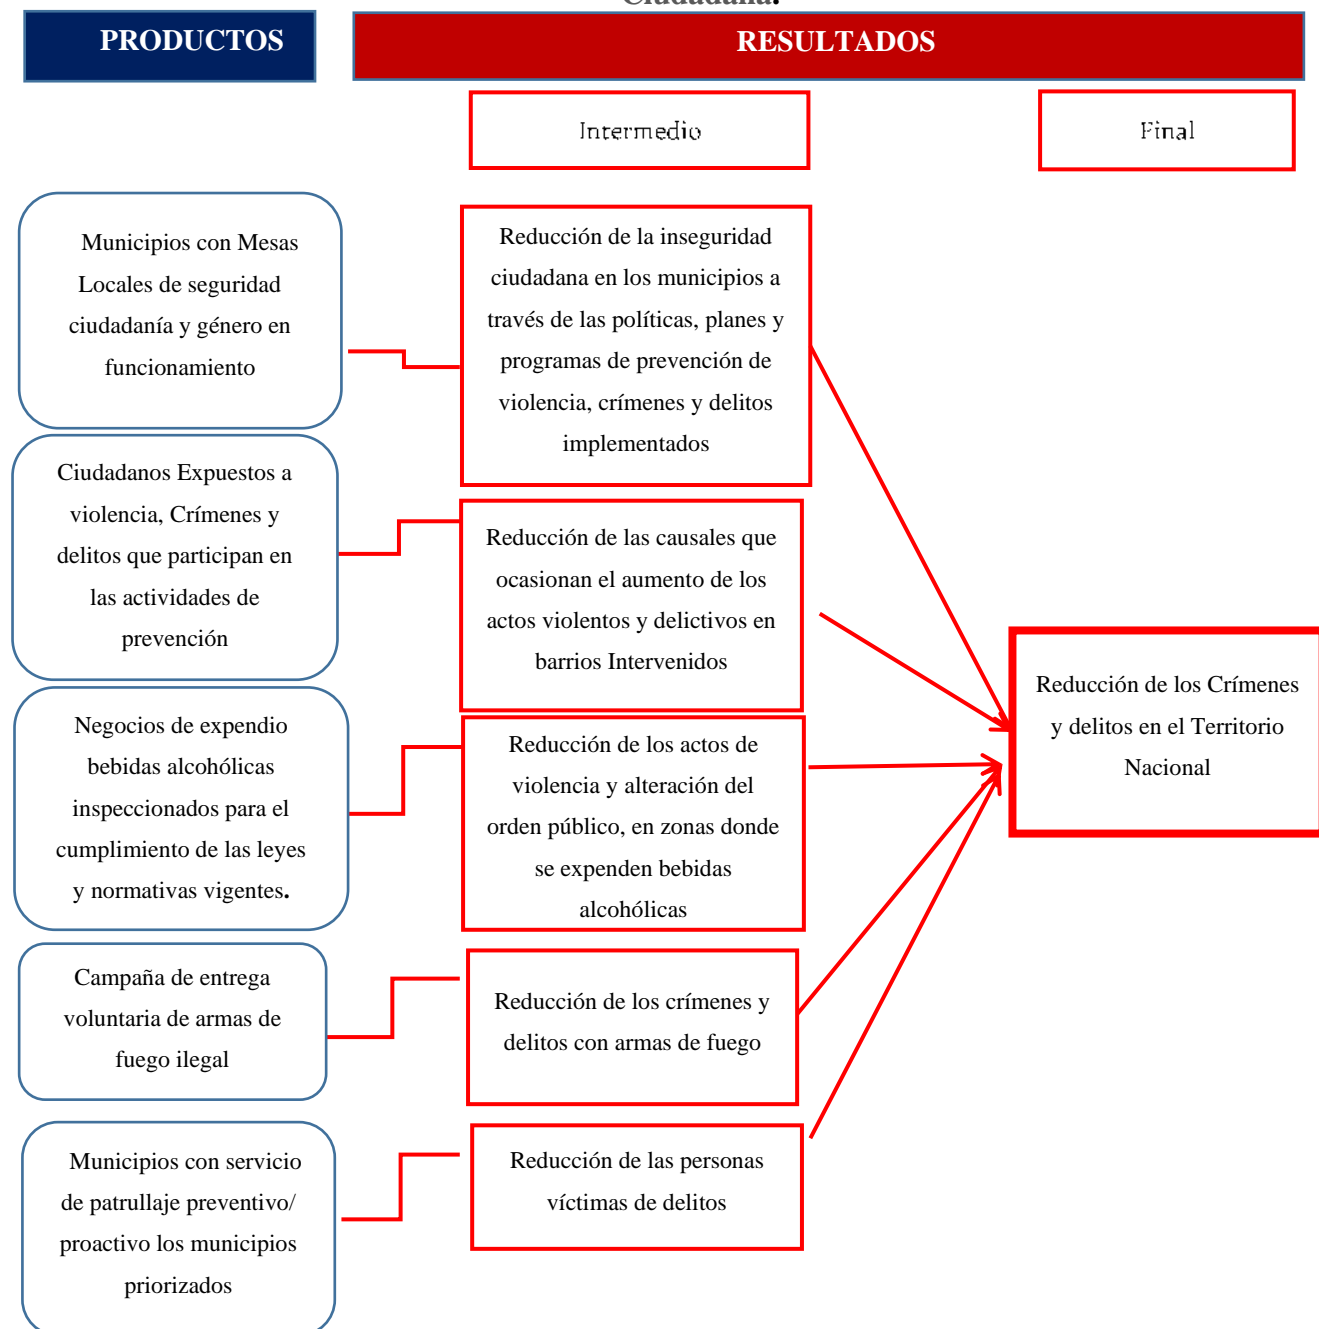 Ciudadana.
PRODUCTOS
RESULTADOS
Intermedio
Final
Municipios con Mesas
Locales de seguridad
ciudadanía y género en
funcionamiento
Reducción de la inseguridad
ciudadana en los municipios a
través de las políticas, planes y
programas de prevención de
violencia, crímenes y delitos
implementados
Ciudadanos Expuestos a
violencia, Crímenes y
delitos que participan en
las actividades de
prevención
Reducción de las causales que
ocasionan el aumento de los
actos violentos y delictivos en
barrios Intervenidos
Negocios de expendio
bebidas alcohólicas
inspeccionados para el
cumplimiento de las leyes
y normativas vigentes.
Reducción de los actos de
violencia y alteración del
orden público, en zonas donde
se expenden bebidas
alcohólicas
Campaña de entrega
voluntaria de armas de
fuego ilegal
Reducción de los crímenes y
delitos con armas de fuego
Municipios con servicio
de patrullaje preventivo/
proactivo los municipios
priorizados
Reducción de las personas
víctimas de delitos
Reducción de los Crímenes
y delitos en el Territorio
Nacional